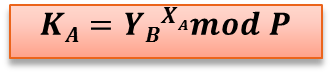 K_A = Y_B^{X_A} mod P